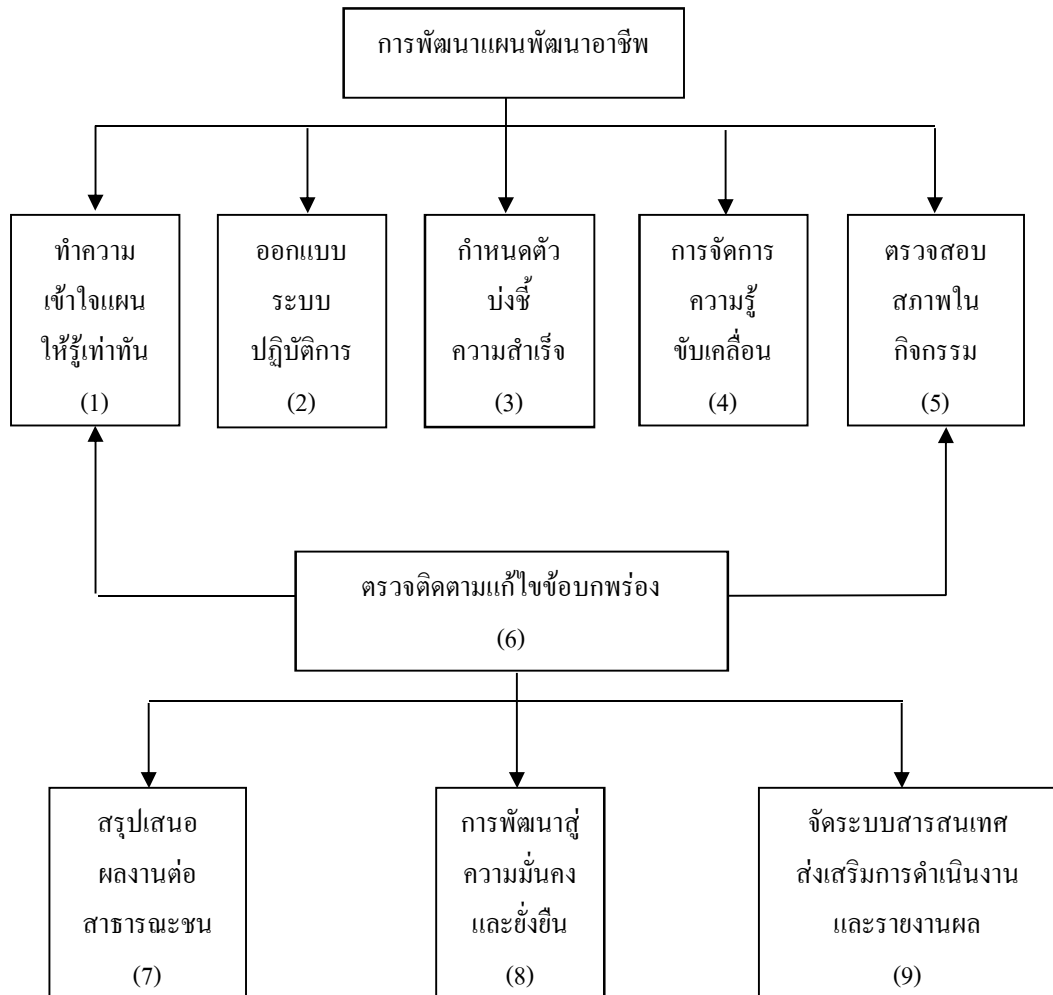 การพัฒนาแผนพัฒนาอาชีพ
ทำความ
เข้าใจแผน
ให้รู้เท่าทัน
(1)
ออกแบบ
ระบบ
ปฏิบัติการ
(2)
กำหนดตัว
บ่งชี้
ความสำเร็จ
(3)
การจัดการ
ความรู้
ขับเคลื่อน
(4)
ตรวจสอบ
สภาพใน
กิจกรรม
(5)
ตรวจติดตามแก้ไขข้อบกพร่อง
(6)
สรุปเสนอ
ผลงานต่อ
สาธารณะชน
(7)
การพัฒนาสู่
ความมั่นคง
และยั่งยืน
(8)
จัดระบบสารสนเทศ
ส่งเสริมการดำเนินงาน
และรายงานผล
(9)